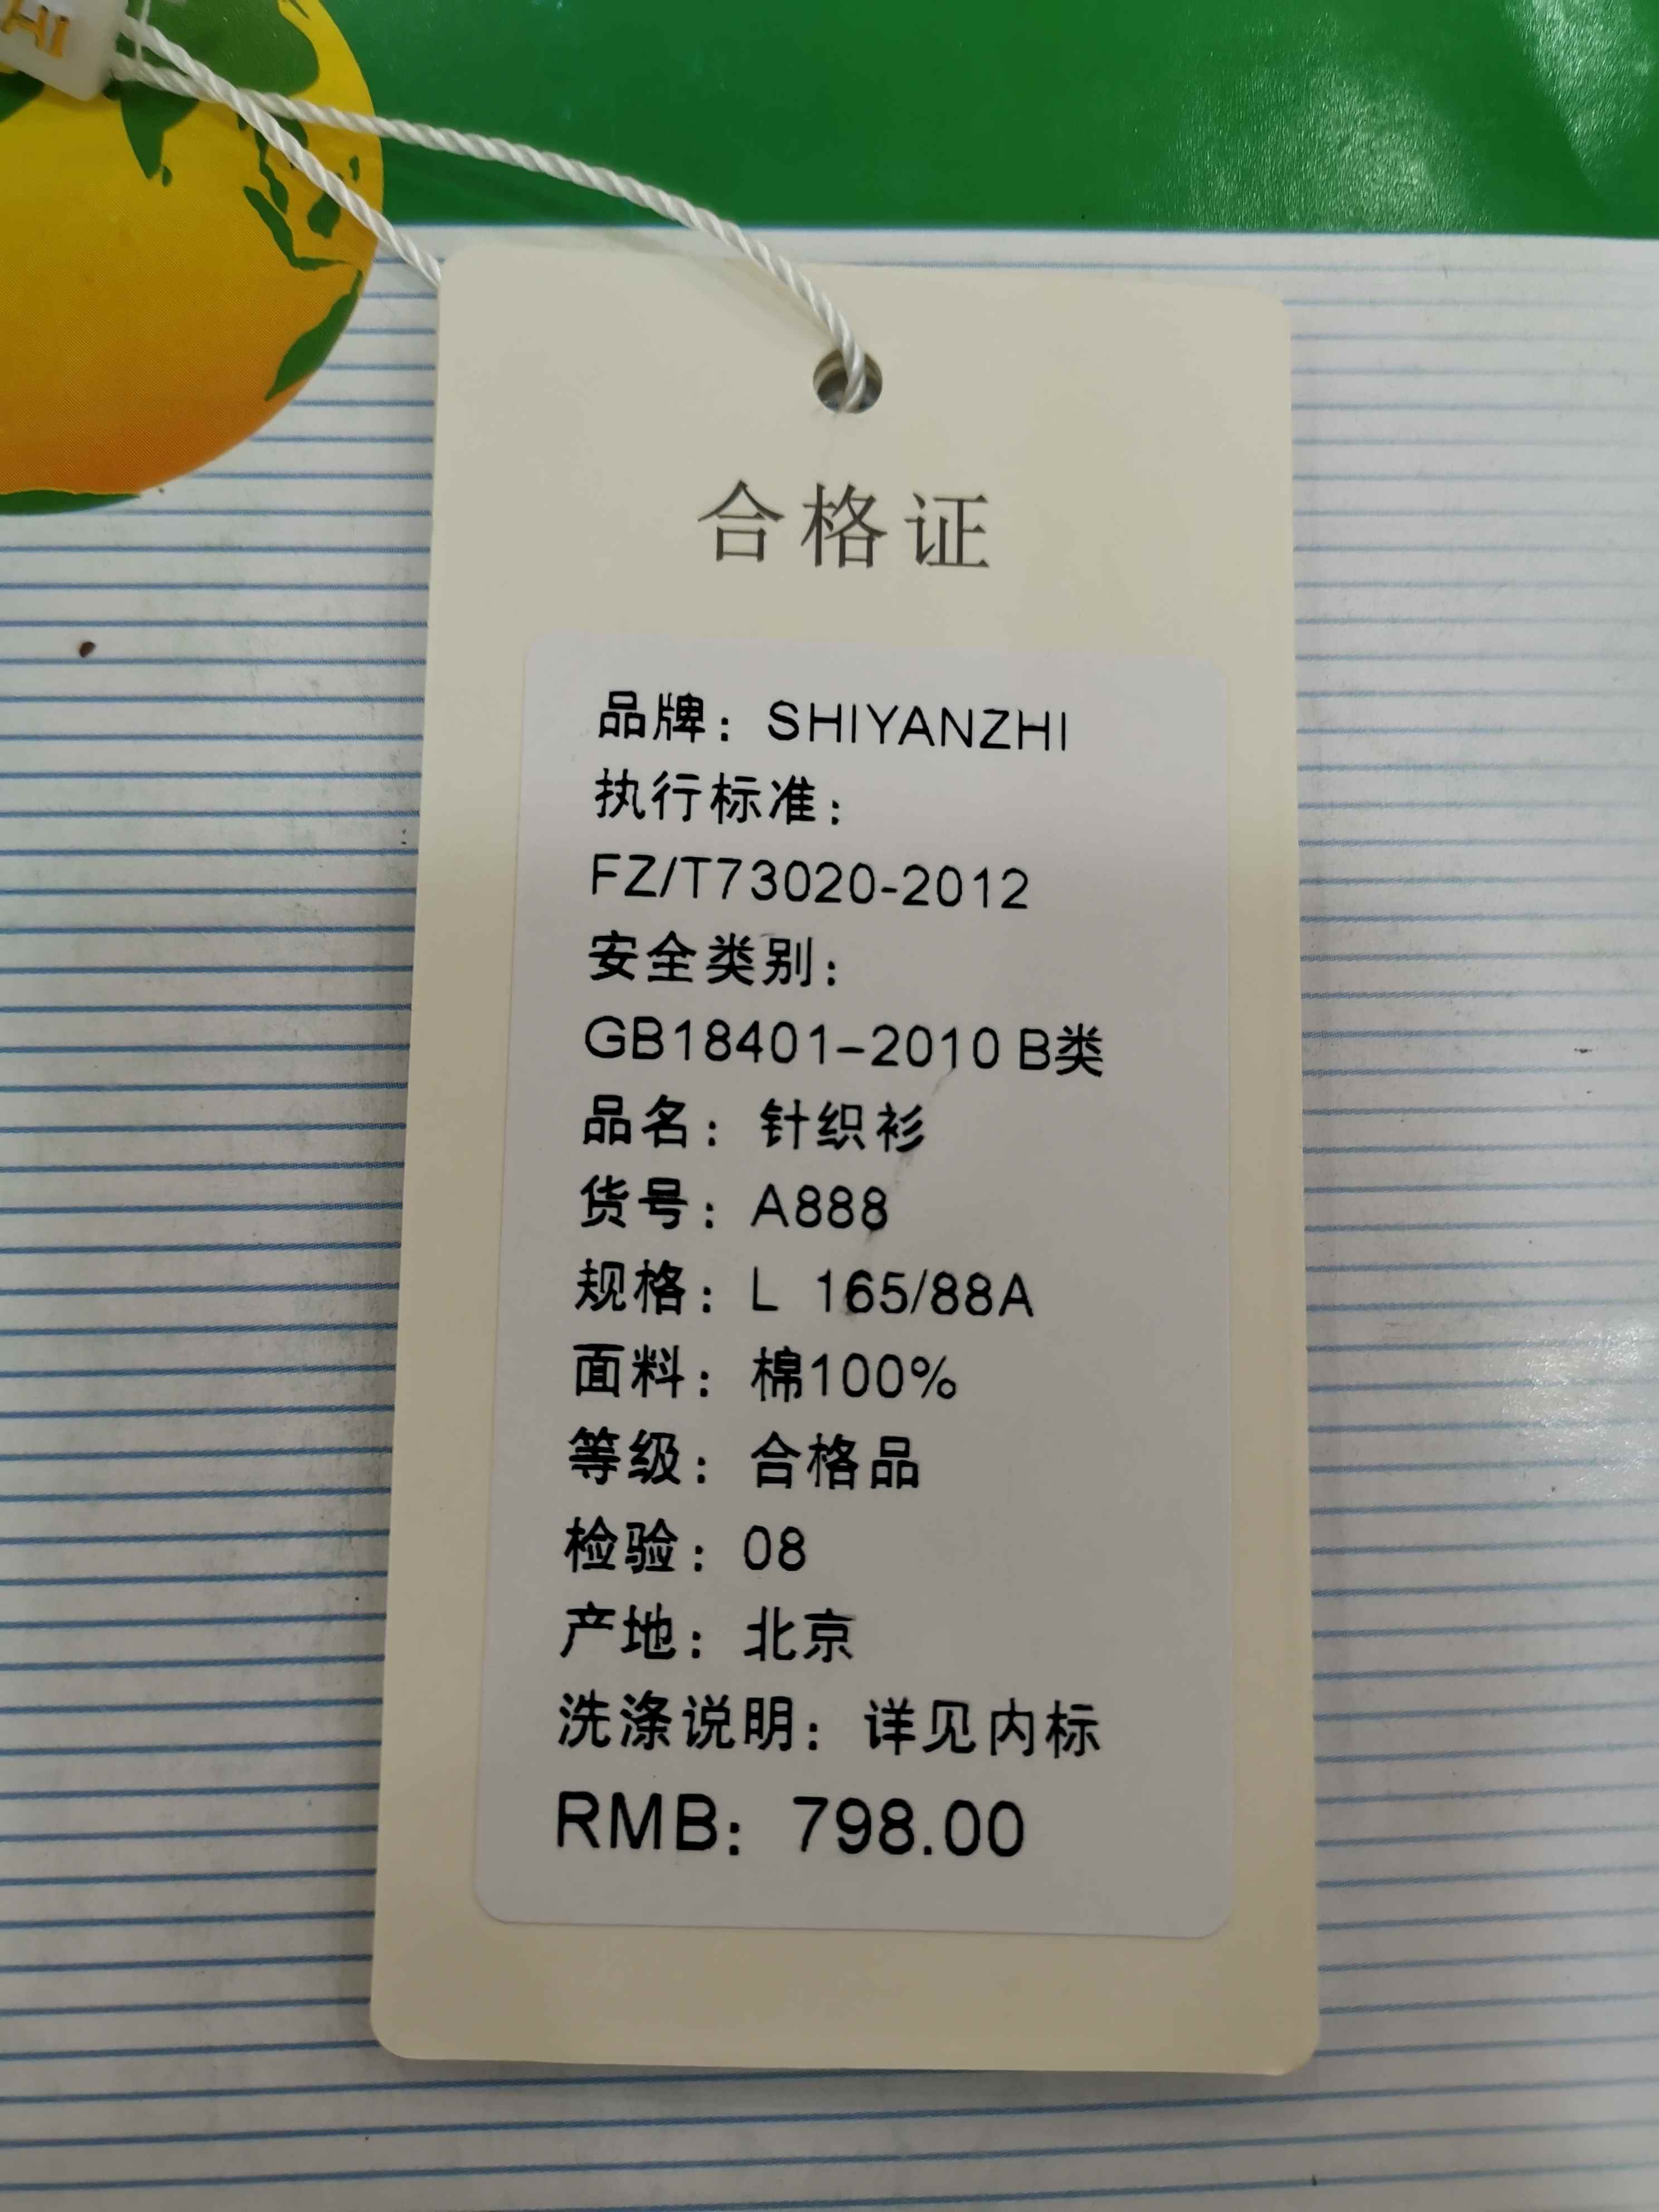 HI
合格证
品牌：SHIYANZHI
执行标准：
FZ/T73020-2012
安全类别：
GB18401-2010 B类
品名：针织衫
货号：A888
规格：L 165/88A
面料：棉100%
等级：合格品
检验：08
产地：北京
洗涤说明：详见内标
RMB：798.00